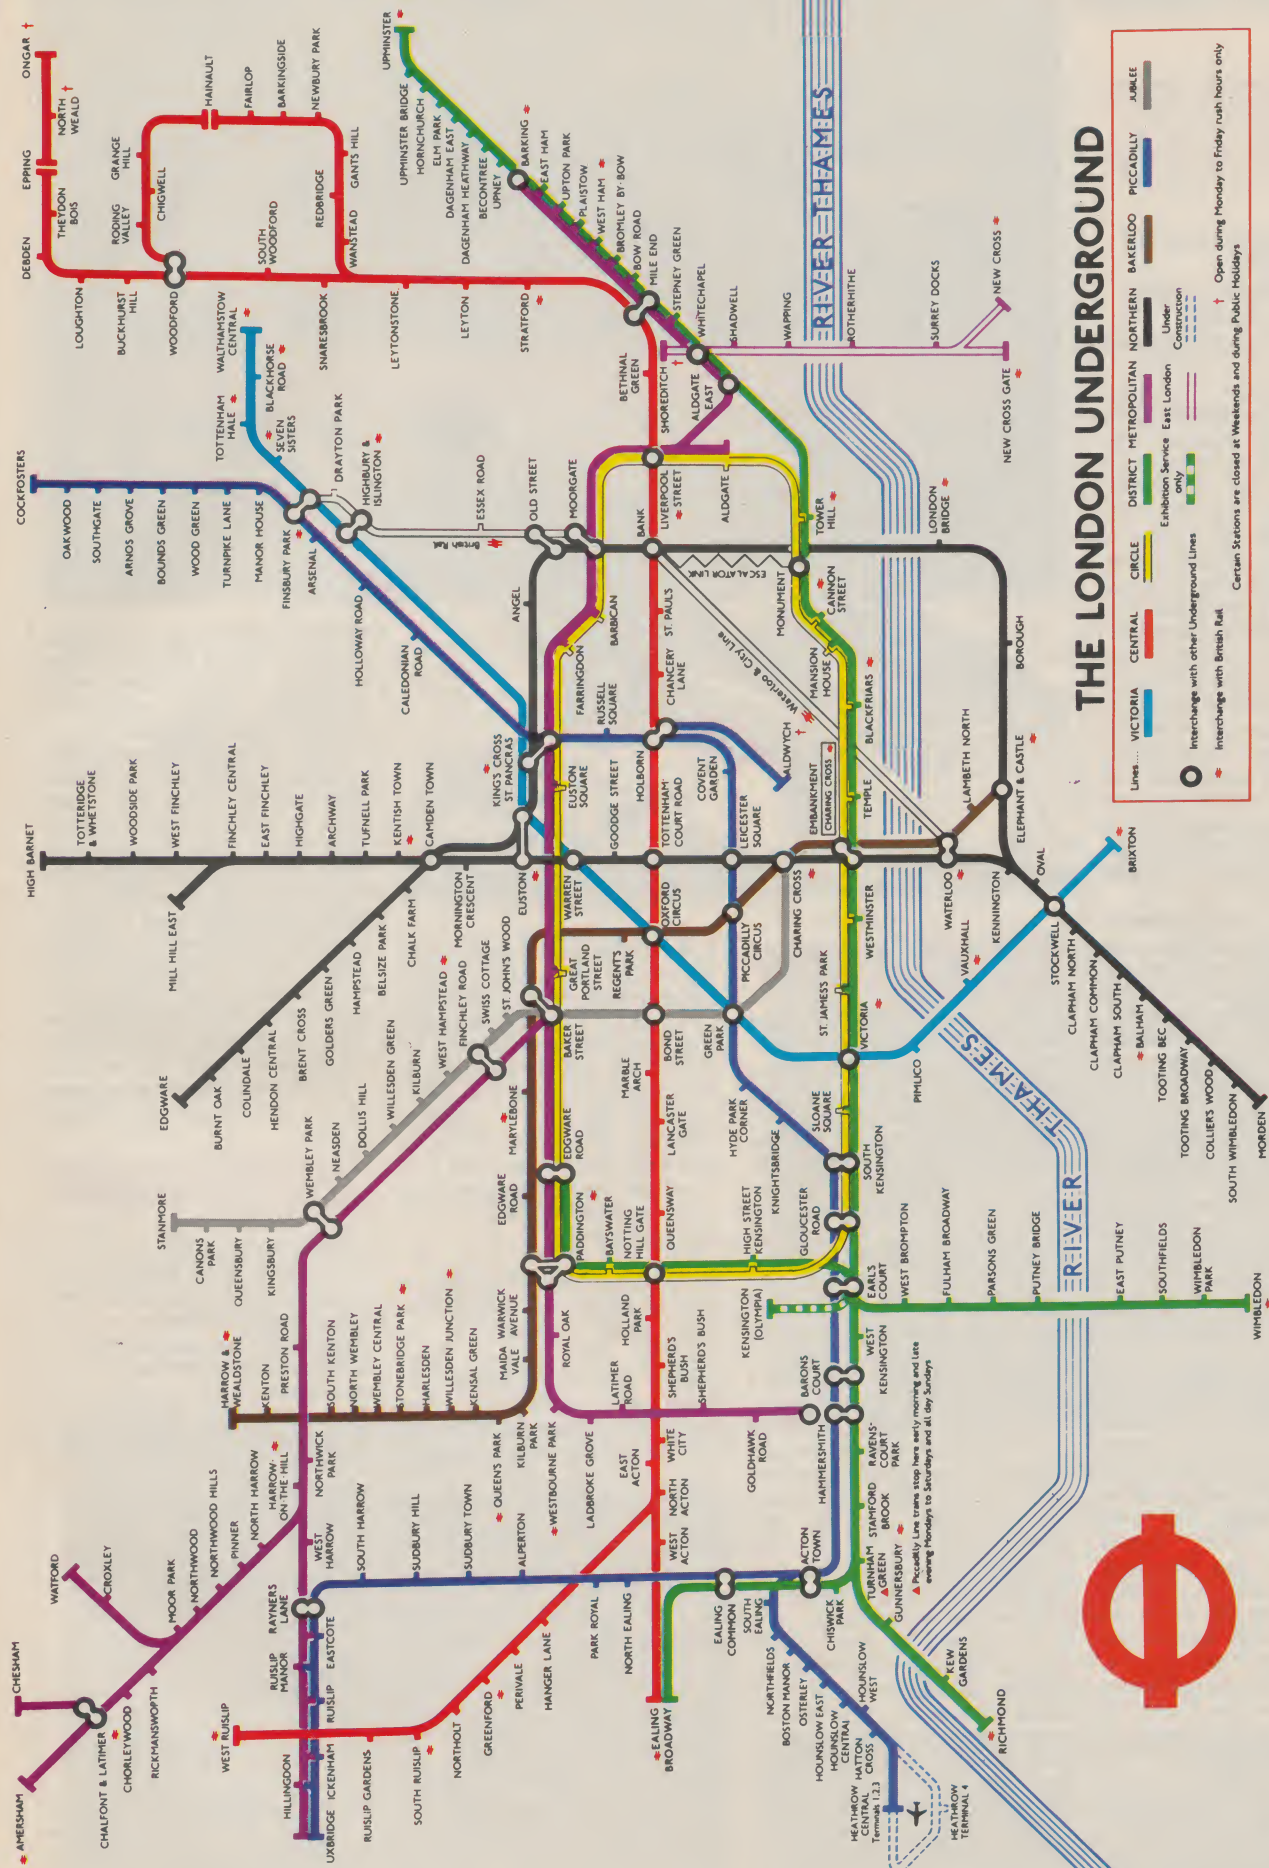 AMERSHAM
CHESHAM
CHALFONT & LATIMER
CHORLEYWOOD
RICKMANSWORTH
WATFORD
CROXLEY
MOOR PARK
NORTHWOOD
NORTHWOOD HILLS
PINNER
NORTH HARROW
HARROW-
ON-THE-HILL
NORTHWICK
PARK
PRESTON ROAD
WEMBLEY PARK
WEST RUISLIP
RUISLIP GARDENS
SOUTH RUISLIP
NORTHOLT
GREENFORD
PERIVALE
HANGER LANE
HILLINGDON
UXBRIDGE
ICKENHAM
RUISLIP
RUISLIP
MANOR
EASTCOTE
RAYNERS
LANE
WEST
HARROW
SOUTH HARROW
SUDBURY HILL
SUDBURY TOWN
ALPERTON
PARK ROYAL
NORTH EALING
EALING
BROADWAY
EALING
COMMON
SOUTH
EALING
NORTHFIELDS
BOSTON MANOR
OSTERLEY
HOUNSLOW EAST
HOUNSLOW
CENTRAL
HOUNSLOW
WEST
HATTON
CROSS
HEATHROW
CENTRAL
Terminals 1,2,3
HEATHROW
TERMINAL 4
ACTON
TOWN
CHISWICK
PARK
TURNHAM
GREEN
GUNNERSBURY
KEW
GARDENS
RICHMOND
STAMFORD
BROOK
RAVENS-
COURT
PARK
HAMMERSMITH
BARONS
COURT
WEST
KENSINGTON
▲ Piccadilly Line trains stop here early morning and late
evening Mondays to Saturdays and all day Sundays
HARROW &
WEALDSTONE
KENTON
SOUTH KENTON
NORTH WEMBLEY
WEMBLEY CENTRAL
STONEBRIDGE PARK
HARLESDEN
WILLESDEN JUNCTION
KENSAL GREEN
QUEEN'S PARK
KILBURN
PARK
MAIDA
VALE
WARWICK
AVENUE
EDGWARE
ROAD
MARYLEBONE
WESTBOURNE PARK
LADBROKE GROVE
LATIMER
ROAD
ROYAL OAK
SHEPHERD'S BUSH
GOLDHAWK
ROAD
WEST
ACTON
NORTH
ACTON
EAST
ACTON
WHITE
CITY
SHEPHERD'S
BUSH
HOLLAND
PARK
NOTTING
HILL GATE
QUEENSWAY
LANCASTER
GATE
MARBLE
ARCH
BOND
STREET
OXFORD
CIRCUS
TOTTENHAM
COURT ROAD
HOLBORN
CHANCERY
LANE
ST. PAUL'S
BANK
LIVERPOOL
STREET
BETHNAL
GREEN
MILE END
STANMORE
CANONS
PARK
QUEENSBURY
KINGSBURY
NEASDEN
DOLLIS HILL
WILLESDEN GREEN
KILBURN
WEST HAMPSTEAD
FINCHLEY ROAD
SWISS COTTAGE
ST. JOHN'S WOOD
BAKER
STREET
EDGWARE
ROAD
PADDINGTON
BAYSWATER
HIGH STREET
KENSINGTON
KENSINGTON
(OLYMPIA)
GLOUCESTER
ROAD
EARL'S
COURT
WEST BROMPTON
FULHAM BROADWAY
PARSONS GREEN
PUTNEY BRIDGE
EAST PUTNEY
SOUTHFIELDS
WIMBLEDON
PARK
WIMBLEDON
SOUTH
KENSINGTON
KNIGHTSBRIDGE
HYDE PARK
CORNER
GREEN
PARK
SLOANE
SQUARE
VICTORIA
ST. JAMES'S PARK
WESTMINSTER
PIMLICO
VAUXHALL
STOCKWELL
BRIXTON
EDGWARE
BURNT OAK
COLINDALE
HENDON CENTRAL
BRENT CROSS
GOLDERS GREEN
HAMPSTEAD
BELSIZE PARK
CHALK FARM
CAMDEN TOWN
MORNINGTON
CRESCENT
EUSTON
HIGH BARNET
TOTTERIDGE
& WHETSTONE
WOODSIDE PARK
WEST FINCHLEY
MILL HILL EAST
FINCHLEY CENTRAL
EAST FINCHLEY
HIGHGATE
ARCHWAY
TUFNELL PARK
KENTISH TOWN
WARREN
STREET
GREAT
PORTLAND
STREET
REGENT'S
PARK
EUSTON
SQUARE
GOODGE STREET
PICCADILLY
CIRCUS
LEICESTER
SQUARE
COVENT
GARDEN
CHARING CROSS
EMBANKMENT
CHARING CROSS
TEMPLE
BLACKFRIARS
MANSION
HOUSE
CANNON
STREET
MONUMENT
ESCALATOR LINK
TOWER
HILL
ALDGATE
ALDGATE
EAST
ALDWYCH
RUSSELL
SQUARE
KING'S CROSS
ST. PANCRAS
ANGEL
FARRINGDON
BARBICAN
MOORGATE
OLD STREET
ESSEX ROAD
British Rail
HIGHBURY &
ISLINGTON
DRAYTON PARK
CALEDONIAN
ROAD
HOLLOWAY ROAD
ARSENAL
FINSBURY PARK
MANOR HOUSE
TURNPIKE LANE
WOOD GREEN
BOUNDS GREEN
ARNOS GROVE
SOUTHGATE
OAKWOOD
COCKFOSTERS
SEVEN
SISTERS
TOTTENHAM
HALE
BLACKHORSE
ROAD
WALTHAMSTOW
CENTRAL
Waterloo & City Line
WATERLOO
LAMBETH NORTH
ELEPHANT & CASTLE
KENNINGTON
OVAL
CLAPHAM NORTH
CLAPHAM COMMON
CLAPHAM SOUTH
BALHAM
TOOTING BEC
TOOTING BROADWAY
COLLIER'S WOOD
SOUTH WIMBLEDON
MORDEN
BOROUGH
LONDON
BRIDGE
SHOREDITCH
WHITECHAPEL
SHADWELL
WAPPING
ROTHERHITHE
SURREY DOCKS
NEW CROSS
NEW CROSS GATE
STEPNEY GREEN
BOW ROAD
BROMLEY-BY-BOW
WEST HAM
PLAISTOW
UPTON PARK
EAST HAM
BARKING
UPNEY
BECONTREE
DAGENHAM HEATHWAY
DAGENHAM EAST
ELM PARK
HORNCHURCH
UPMINSTER BRIDGE
UPMINSTER
STRATFORD
LEYTON
LEYTONSTONE
SNARESBROOK
SOUTH
WOODFORD
WOODFORD
BUCKHURST
HILL
LOUGHTON
DEBDEN
THEYDON
BOIS
EPPING
NORTH
WEALD
ONGAR
RODING
VALLEY
CHIGWELL
GRANGE
HILL
HAINAULT
FAIRLOP
BARKINGSIDE
NEWBURY PARK
GANTS HILL
REDBRIDGE
WANSTEAD
RIVER
THAMES
RIVER THAMES
THE LONDON UNDERGROUND
Lines....
VICTORIA
CENTRAL
CIRCLE
DISTRICT
METROPOLITAN
NORTHERN
BAKERLOO
PICCADILLY
JUBILEE
Exhibition Service
only
East London
Under
Construction
Interchange with other Underground Lines
Interchange with British Rail
Certain Stations are closed at Weekends and during Public Holidays
† Open during Monday to Friday rush hours only